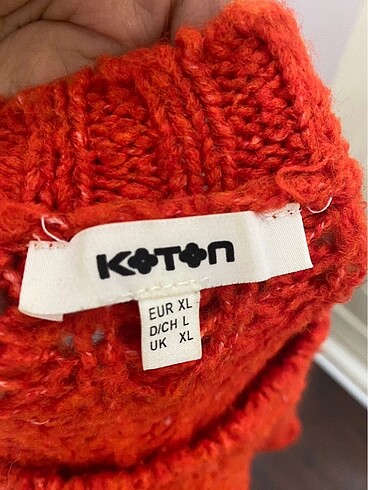 KOTON
EUR XL
D/CH L
UK XL